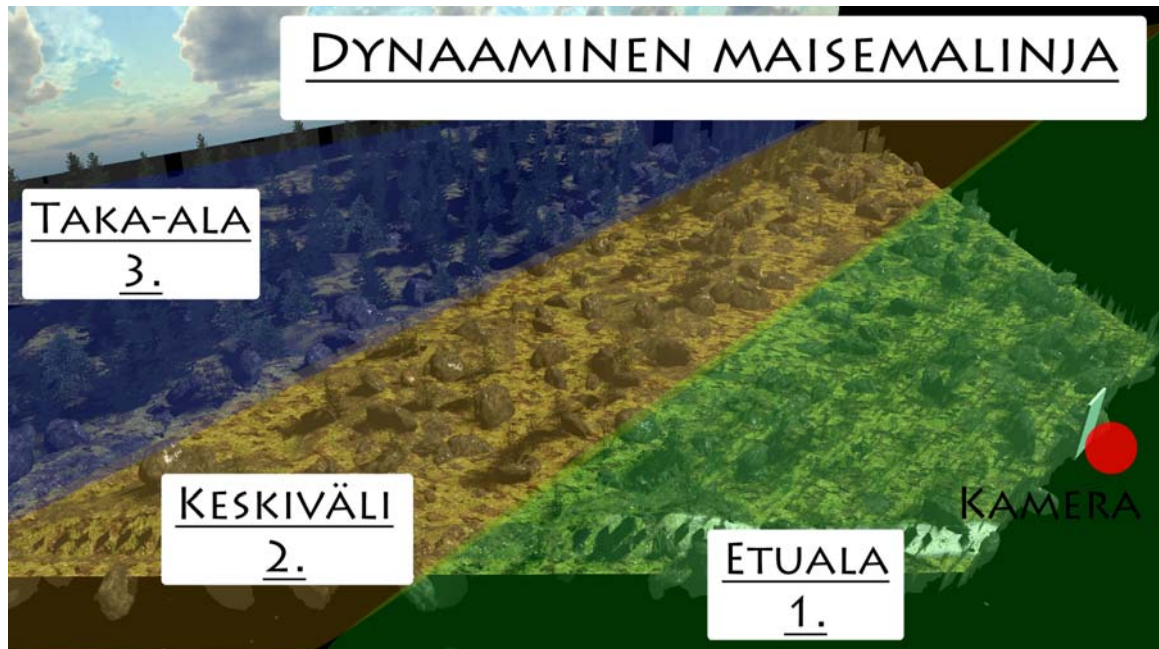 DYNAAMINEN MAISEMALINJA
TAKA-ALA
3.
KESKIVÄLI
2.
KAMERA
ETUALA
1.